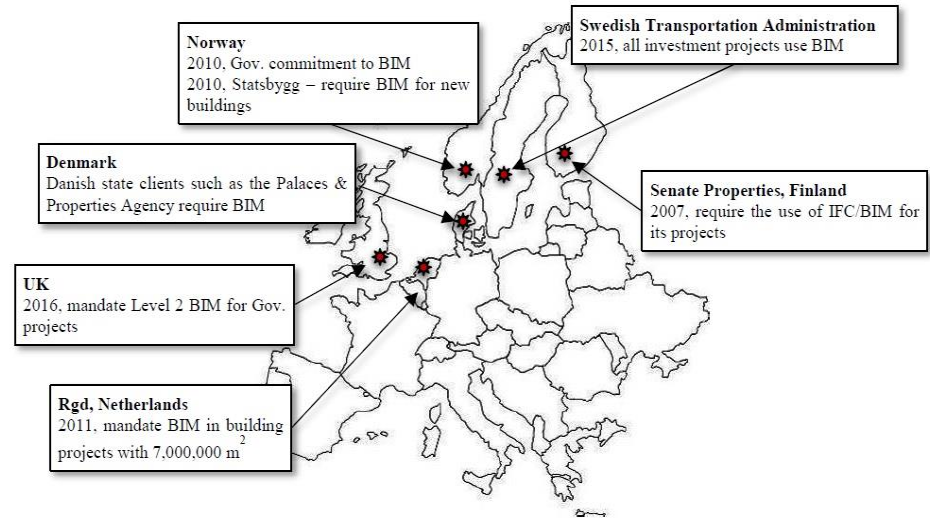 Swedish Transportation Administration
2015, all investment projects use BIM
Norway
2010, Gov. commitment to BIM
2010, Statsbygg – require BIM for new
buildings
Denmark
Danish state clients such as the Palaces &
Properties Agency require BIM
Senate Properties, Finland
2007, require the use of IFC/BIM for
its projects
UK
2016, mandate Level 2 BIM for Gov.
projects
Rgd, Netherlands
2011, mandate BIM in building
projects with 7,000,000 m²